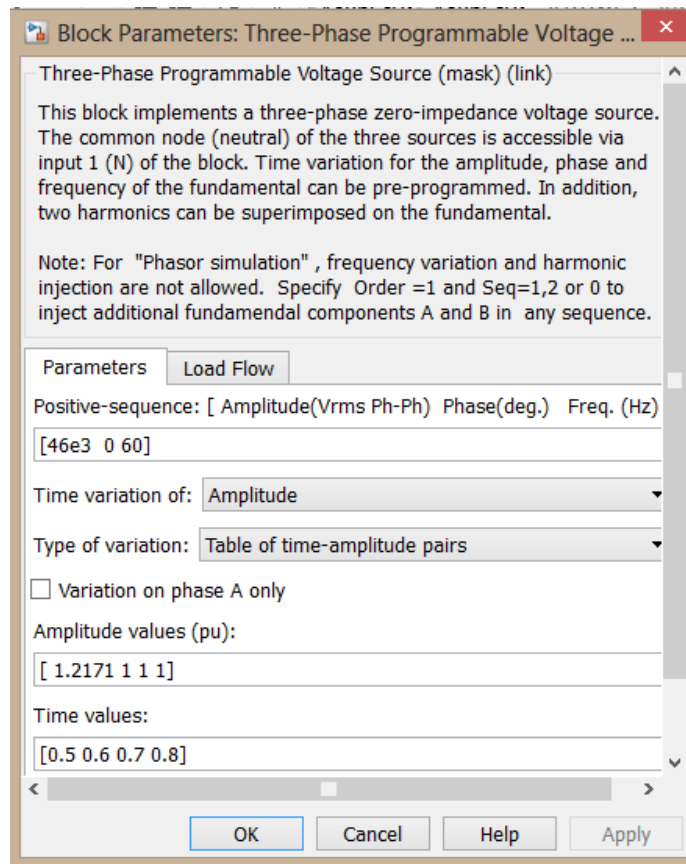 Block Parameters: Three-Phase Programmable Voltage ...
Three-Phase Programmable Voltage Source (mask) (link)
This block implements a three-phase zero-impedance voltage source.
The common node (neutral) of the three sources is accessible via
input 1 (N) of the block. Time variation for the amplitude, phase and
frequency of the fundamental can be pre-programmed. In addition,
two harmonics can be superimposed on the fundamental.
Note: For "Phasor simulation" , frequency variation and harmonic
injection are not allowed. Specify Order =1 and Seq=1,2 or 0 to
inject additional fundamendal components A and B in any sequence.
Parameters Load Flow
Positive-sequence: [ Amplitude(Vrms Ph-Ph) Phase(deg.) Freq. (Hz)
[46e3 0 60]
Time variation of: Amplitude
Type of variation: Table of time-amplitude pairs
Variation on phase A only
Amplitude values (pu):
[ 1.2171 1 1 1]
Time values:
[0.5 0.6 0.7 0.8]
OK Cancel Help Apply